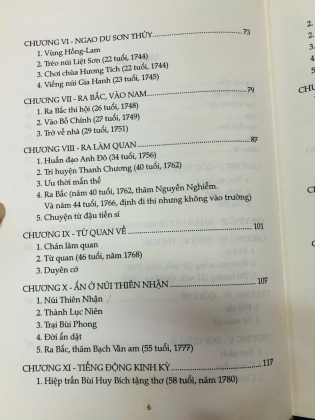 CHƯƠNG VI - NGAO DU SƠN THỦY 73
1. Vùng Hồng-Lam
2. Trèo núi Liệt Sơn (22 tuổi, 1744)
3. Chơi chùa Hương Tích (22 tuổi, 1744)
4. Viếng núi Gia Hanh (23 tuổi, 1745)
CHƯƠNG VII - RA BẮC, VÀO NAM 79
1. Ra Bắc thi hội (26 tuổi, 1748)
2. Vào Bố Chính (27 tuổi, 1749)
3. Trở về nhà (29 tuổi, 1751)
CHƯƠNG VIII - RA LÀM QUAN 87
1. Huấn đạo Anh Đô (34 tuổi, 1756)
2. Tri huyện Thanh Chương (40 tuổi, 1762)
3. Ưu thời mẫn thế
4. Ra Bắc (năm 40 tuổi, 1762, thăm Nguyễn Nghiễm.
Và năm 44 tuổi, 1766, định đi thi nhưng không vào trường)
5. Chuyện từ đậu tiến sĩ
CHƯƠNG IX - TỪ QUAN VỀ 101
1. Chán làm quan
2. Từ quan (46 tuổi, năm 1768)
3. Duyên cớ
CHƯƠNG X - ẨN Ở NÚI THIÊN NHẬN 107
1. Núi Thiên Nhận
2. Thành Lục Niên
3. Trại Bùi Phong
4. Đời ẩn dật
5. Ra Bắc, thăm Bạch Vân am (55 tuổi, 1777)
CHƯƠNG XI - TIẾNG ĐỘNG KINH KỲ 117
1. Hiệp trấn Bùi Huy Bích tặng thơ (58 tuổi, năm 1780)
6